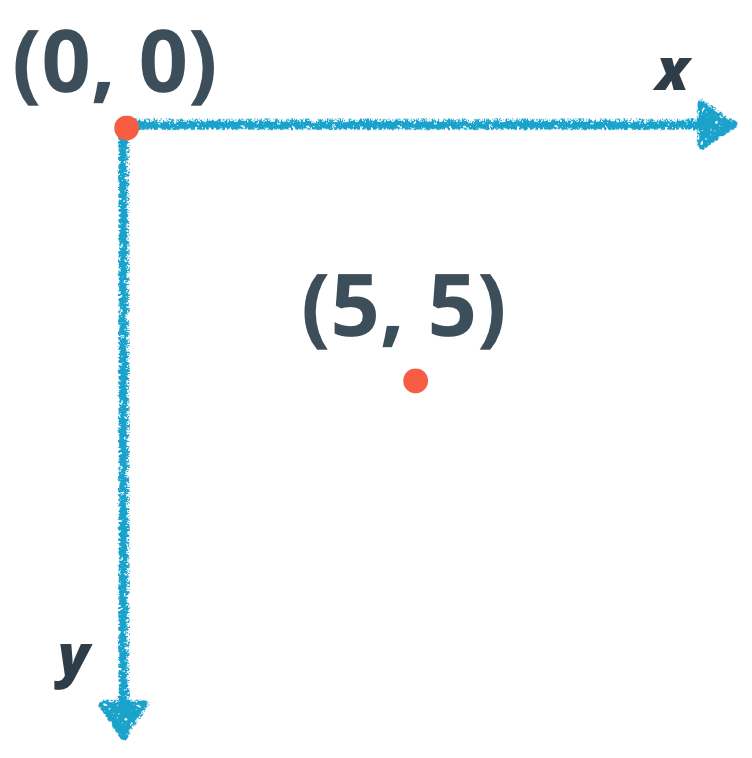 (0, 0)
x
(5, 5)
y